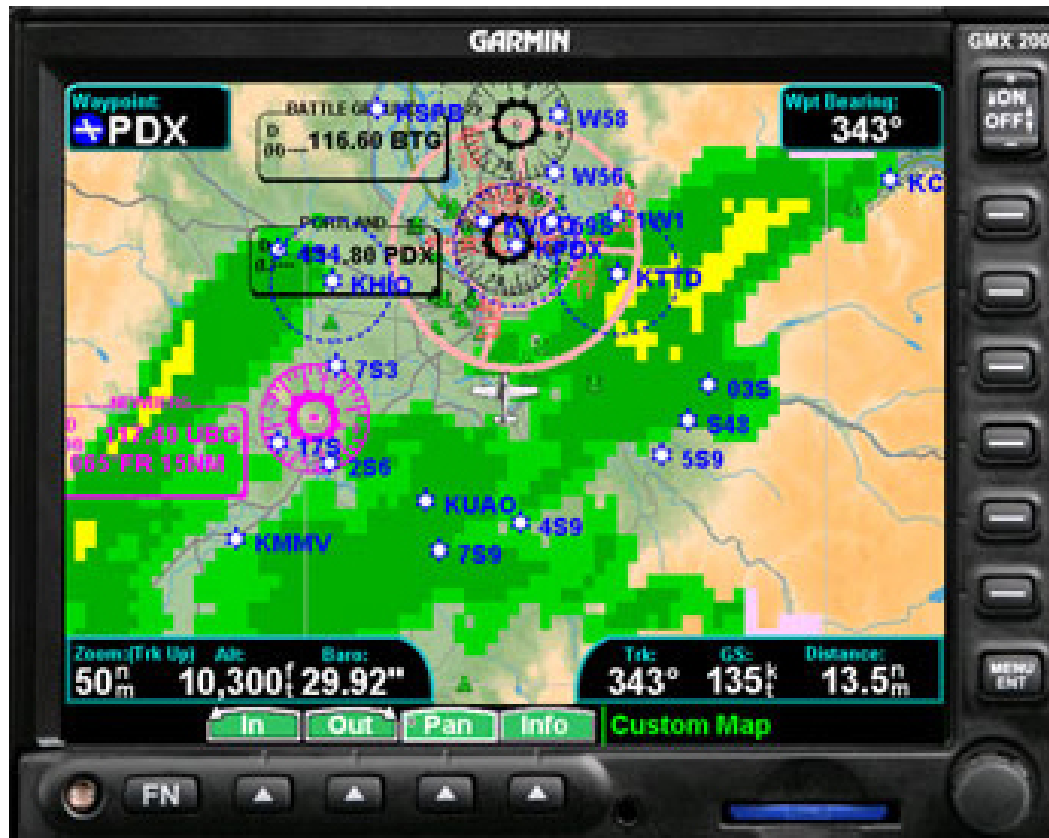 GARMIN
GMX 200
Waypoint:
PDX
Wpt Bearing:
343°
ON
OFF
BATTLE
D
(H) 116.60 BTG
KSPB
W58
W56
KC
PORTLAND
.80 PDX
KPDX
1W1
KHIO
KTTD
7S3
03S
S48
5S9
117.40 UBG
FR 15NM
17S
2S6
KUAO
4S9
KMMV
7S9
Zoom:(Trk Up)
50nm
Alt:
10,300ft
Baro:
29.92"
Trk:
343°
GS:
135kt
Distance:
13.5nm
MENU
ENT
In
Out
Pan
Info
Custom Map
FN